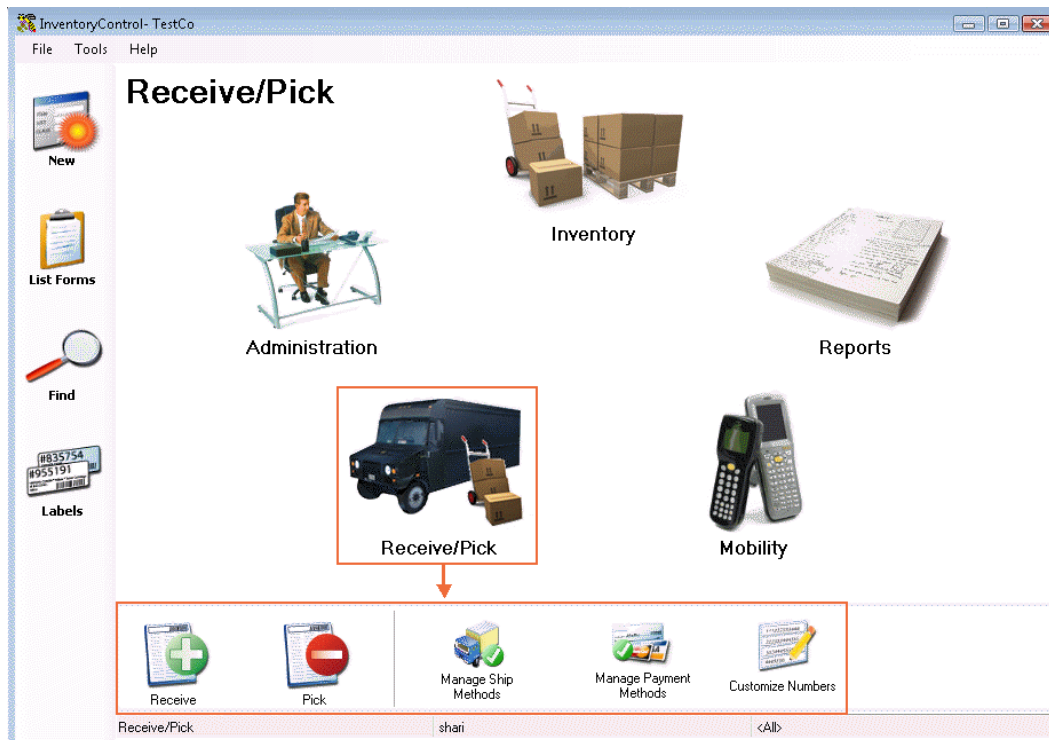 InventoryControl- TestCo
File Tools Help
Receive/Pick
New
List Forms
Find
#835754
#955191
Labels
Inventory
Administration
Reports
Receive/Pick
Mobility
Receive
Pick
Manage Ship
Methods
Manage Payment
Methods
Customize Numbers
Receive/Pick shari <All>